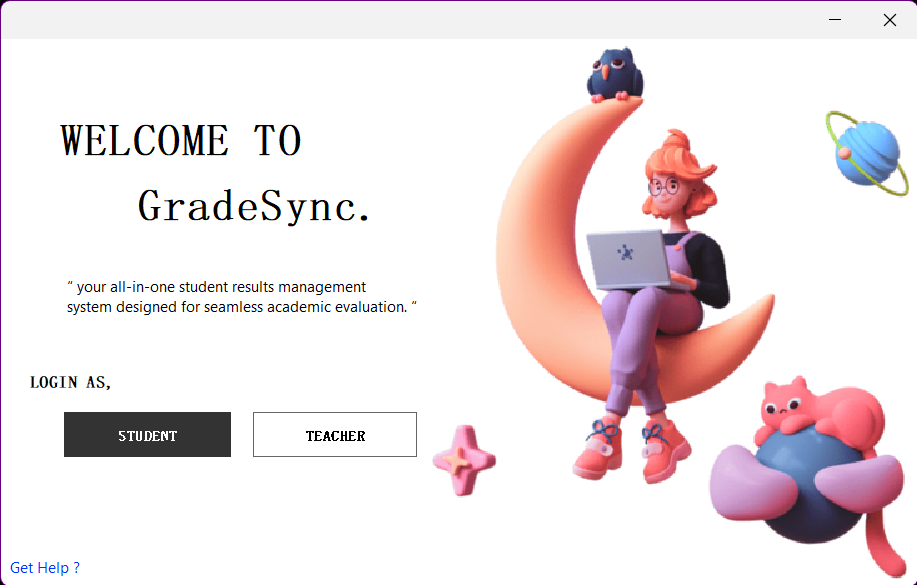 WELCOME TO
GradeSync.
“ your all-in-one student results management
system designed for seamless academic evaluation. “
LOGIN AS,
STUDENT
TEACHER
Get Help ?